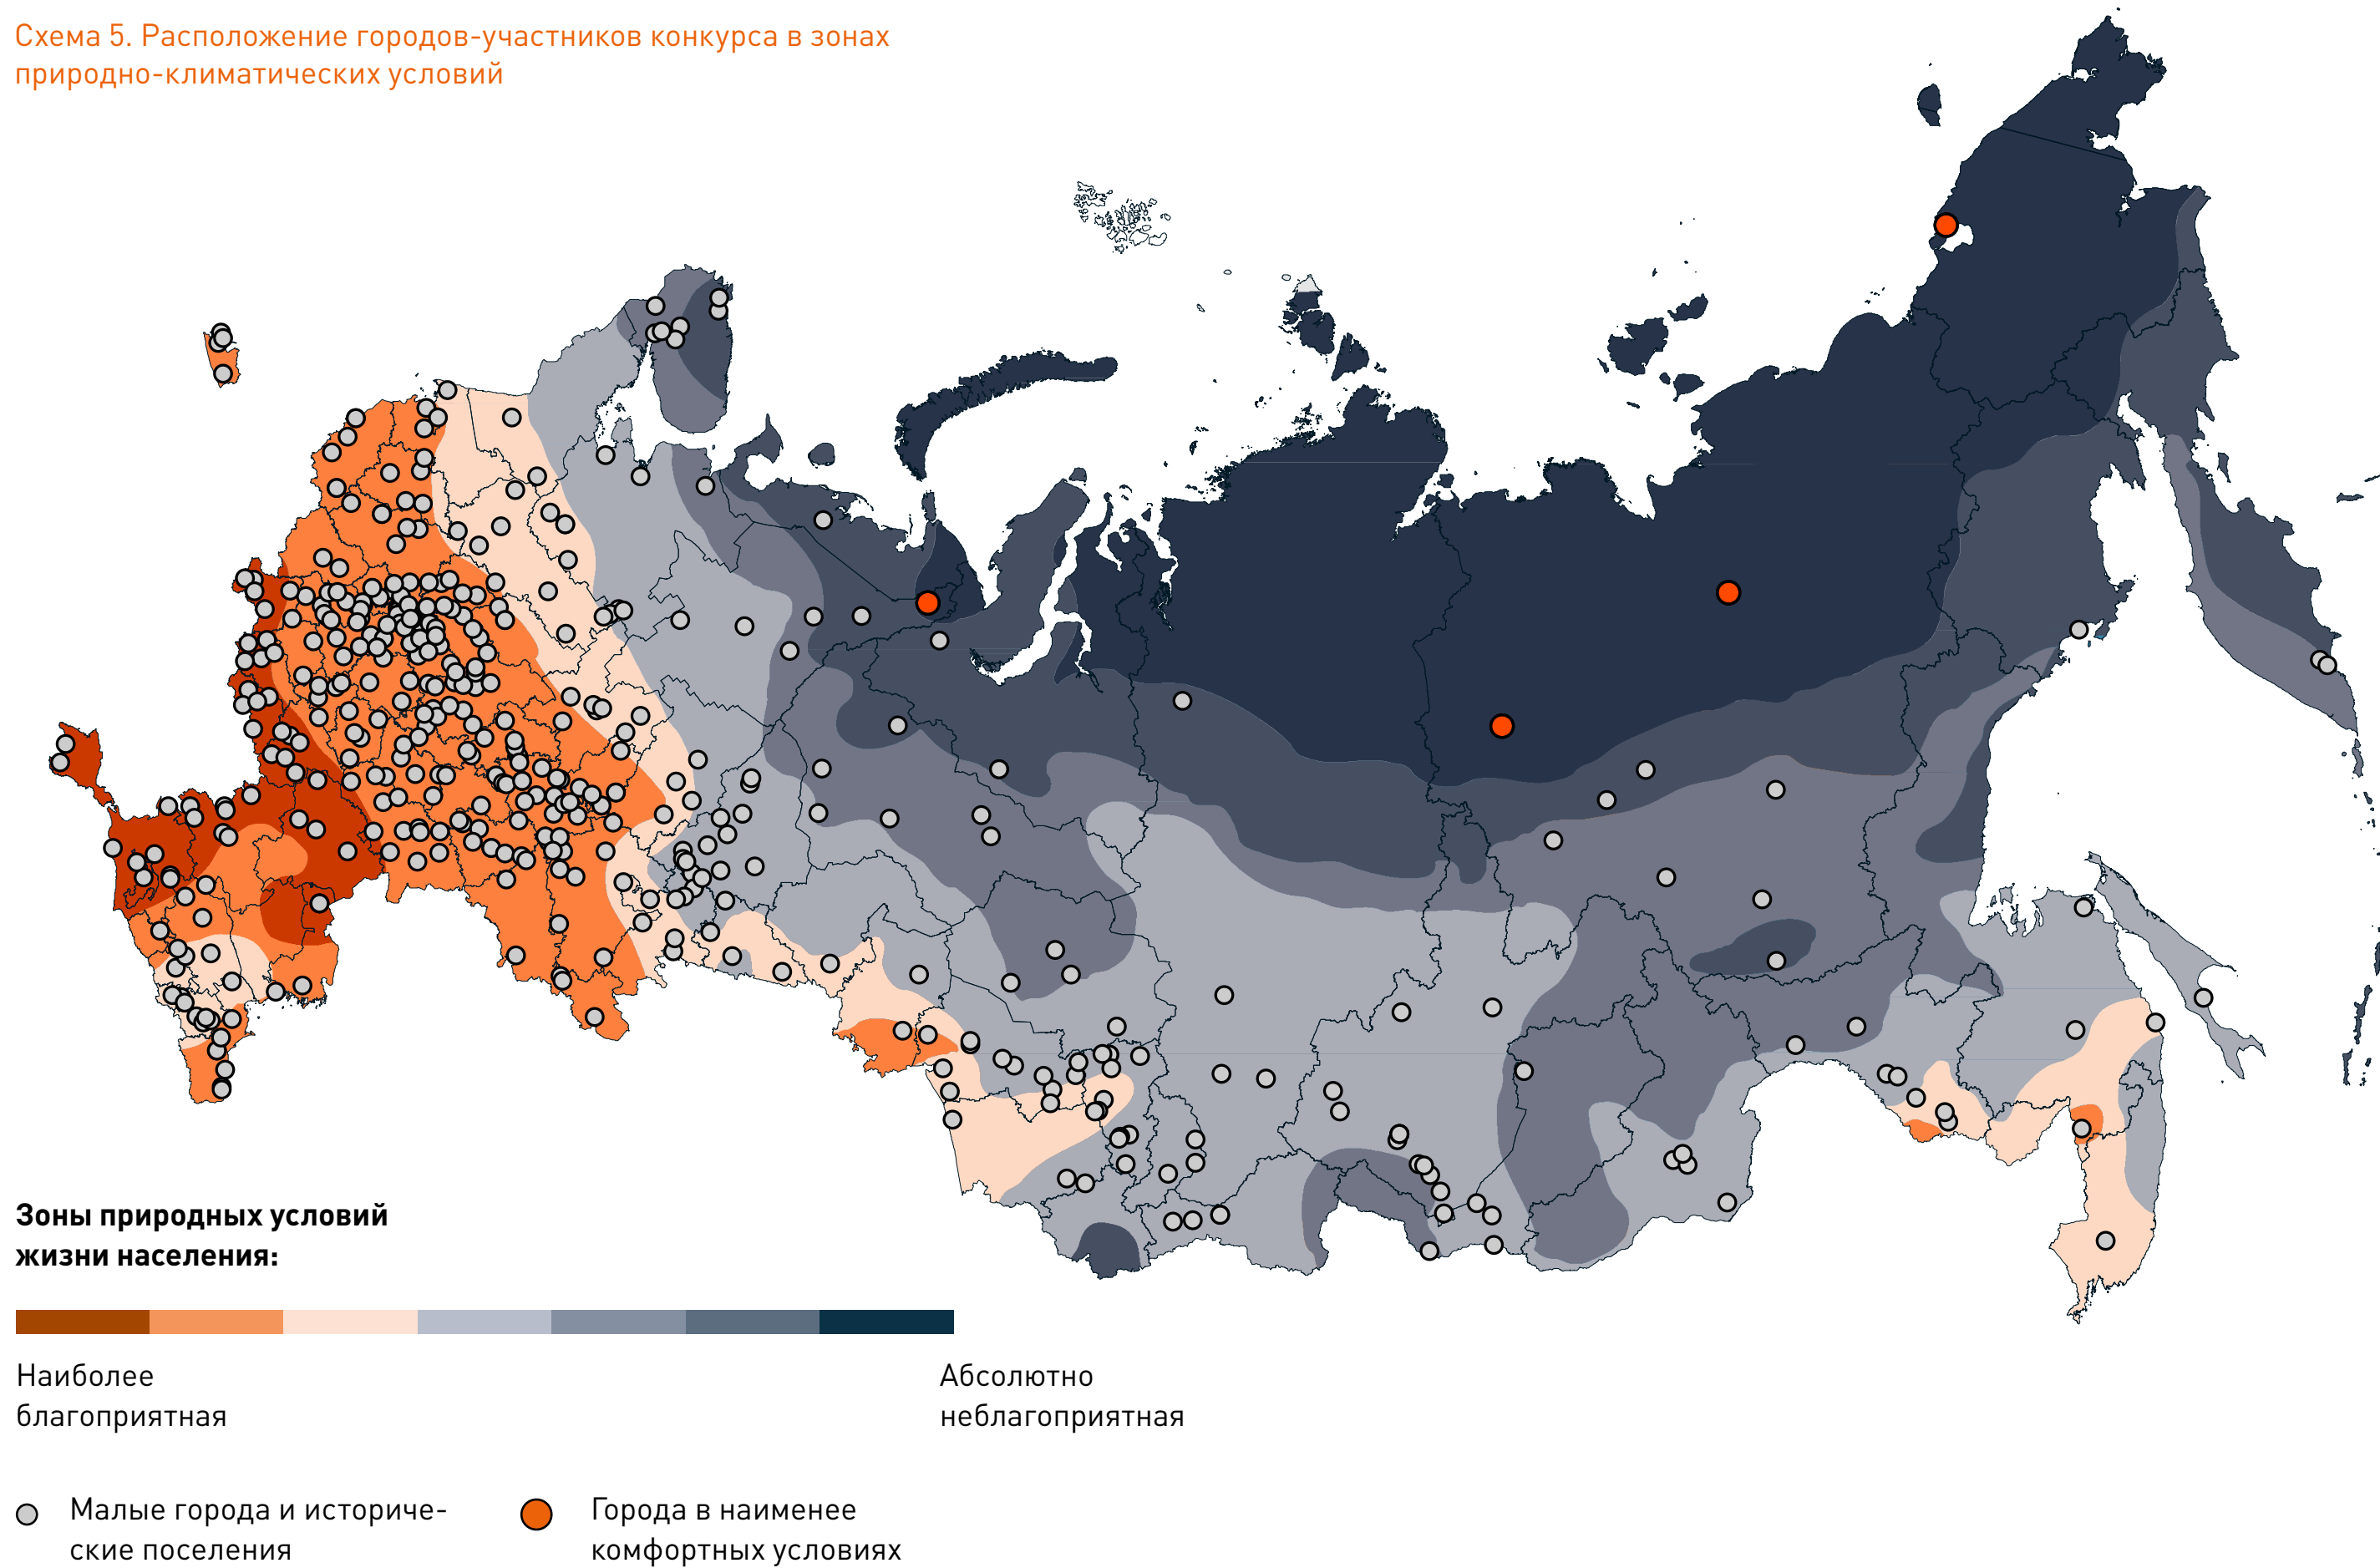 Схема 5. Расположение городов-участников конкурса в зонах
природно-климатических условий
Зоны природных условий
жизни населения:
Наиболее
благоприятная
Абсолютно
неблагоприятная
Малые города и историче-
ские поселения
Города в наименее
комфортных условиях